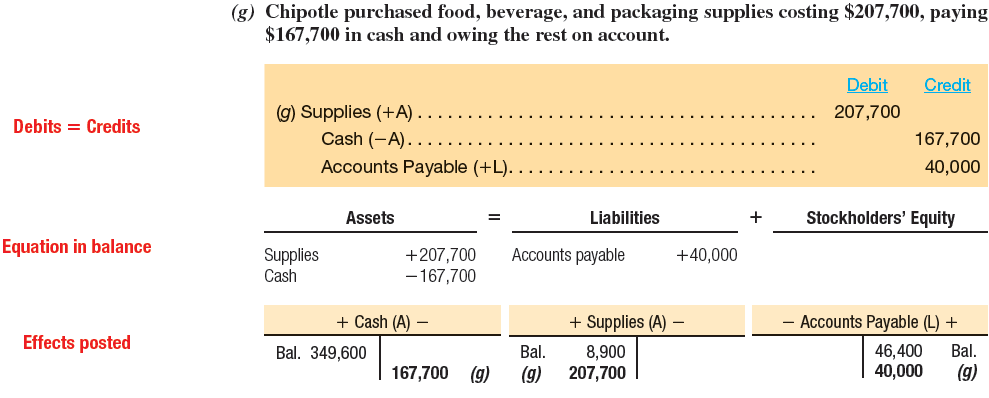 (g) Chipotle purchased food, beverage, and packaging supplies costing $207,700, paying
$167,700 in cash and owing the rest on account.
Debit Credit
(g) Supplies (+A) . . . . . . . . . . . . . . . . . . . . . . . . . . . . . . . . . . . . . . . . 207,700
Debits = Credits
Cash (−A). . . . . . . . . . . . . . . . . . . . . . . . . . . . . . . . . . . . . . . . . 167,700
Accounts Payable (+L). . . . . . . . . . . . . . . . . . . . . . . . . . . . . . . 40,000
Assets = Liabilities + Stockholders’ Equity
Equation in balance
Supplies +207,700 Accounts payable +40,000
Cash −167,700
+ Cash (A) − + Supplies (A) − − Accounts Payable (L) +
Effects posted
Bal. 349,600 Bal. 8,900 46,400 Bal.
167,700 (g) (g) 207,700 40,000 (g)